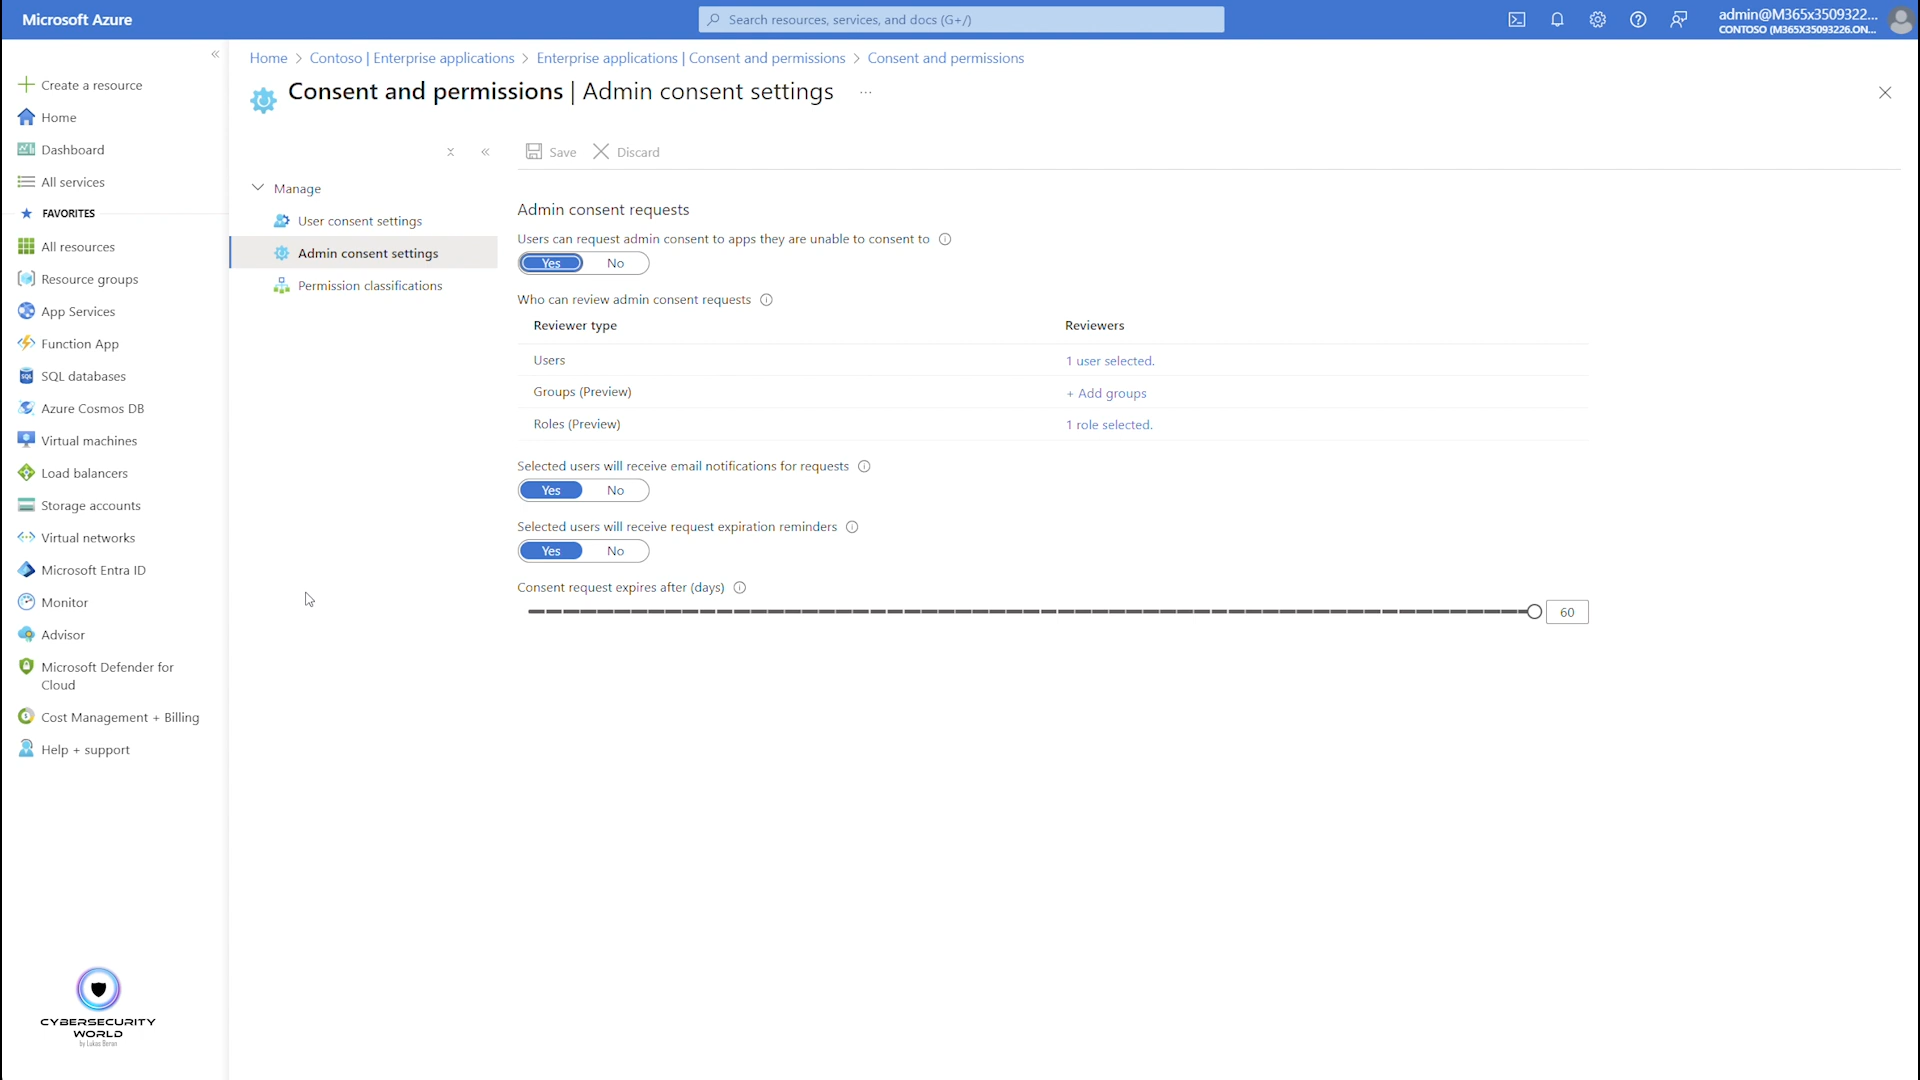 Microsoft Azure
Search resources, services, and docs (G+/)
admin@M365x3509322...
CONTOSO (M365X35093226.ON...
Home > Contoso | Enterprise applications > Enterprise applications | Consent and permissions > Consent and permissions
Consent and permissions | Admin consent settings ...
Create a resource
Home
Dashboard
All services
FAVORITES
All resources
Resource groups
App Services
Function App
SQL databases
Azure Cosmos DB
Virtual machines
Load balancers
Storage accounts
Virtual networks
Microsoft Entra ID
Monitor
Advisor
Microsoft Defender for
Cloud
Cost Management + Billing
Help + support
Manage
User consent settings
Admin consent settings
Permission classifications
Save Discard
Admin consent requests
Users can request admin consent to apps they are unable to consent to
Yes No
Who can review admin consent requests
Reviewer type Reviewers
Users 1 user selected.
Groups (Preview) + Add groups
Roles (Preview) 1 role selected.
Selected users will receive email notifications for requests
Yes No
Selected users will receive request expiration reminders
Yes No
Consent request expires after (days)
60
CYBERSECURITY
WORLD
by Lukas Beran